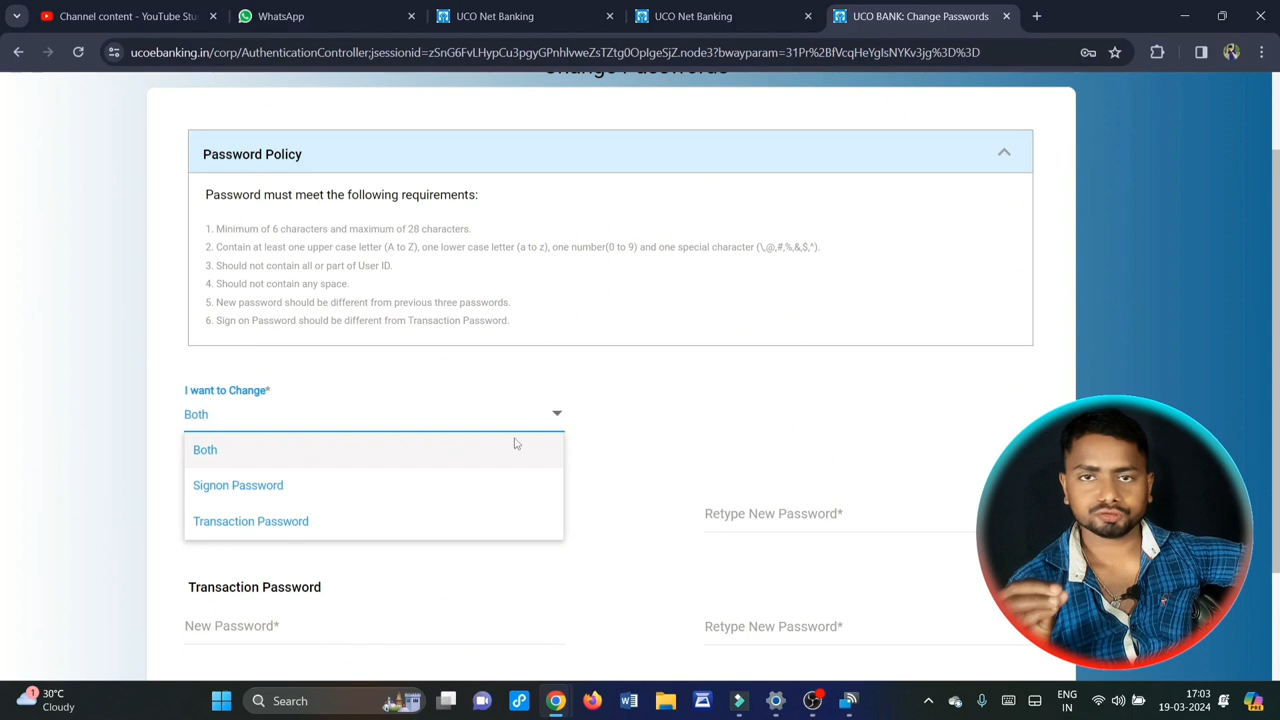 Content channel - YouTube Stu
WhatsApp
UCO Net Banking
UCO Net Banking
UCO BANK: Change Passwords
ucoebanking.in/corp/AuthenticationController;jsessionid=zSnG6FvLHypCu3pgyGPnhlvweZsTZtg0OpIgeSjZ.node3?bwayparam=31Pr%2BfVcqHeYgIsNYKv3jg%3D%3D
Change Passwords
Password Policy
Password must meet the following requirements:
1. Minimum of 6 characters and maximum of 28 characters.
2. Contain at least one upper case letter (A to Z), one lower case letter (a to z), one number(0 to 9) and one special character (\,@,#,%,&,$,^).
3. Should not contain all or part of User ID.
4. Should not contain any space.
5. New password should be different from previous three passwords.
6. Sign on Password should be different from Transaction Password.
I want to Change*
Both
Both
Signon Password
Transaction Password
Retype New Password*
Transaction Password
New Password*
Retype New Password*
1
30°C
Cloudy
Search
ENG
IN
17:03
19-03-2024